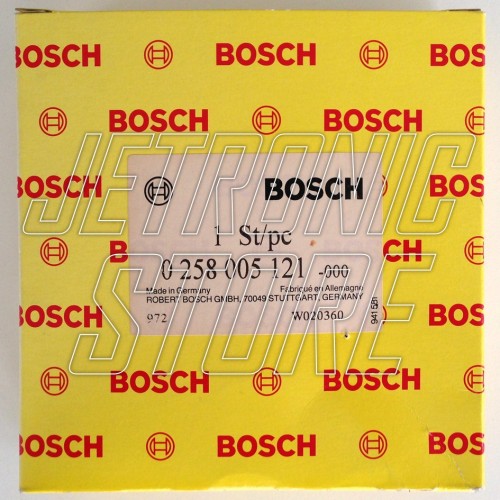 BOSCH BOSCH
BOSCH BOSCH
BOSCH BOSCH
BOSCH
BOSCH
1 St/pc
0 258 005 121 -000
Made in Germany Fabriqué en Allemagne
ROBERT BOSCH GMBH, 70049 STUTTGART, GERMANY
972 W020360
941 551
BOSCH
BOSCH
BOSCH BOSCH
BOSCH BOSCH
JETRONIC
STORE